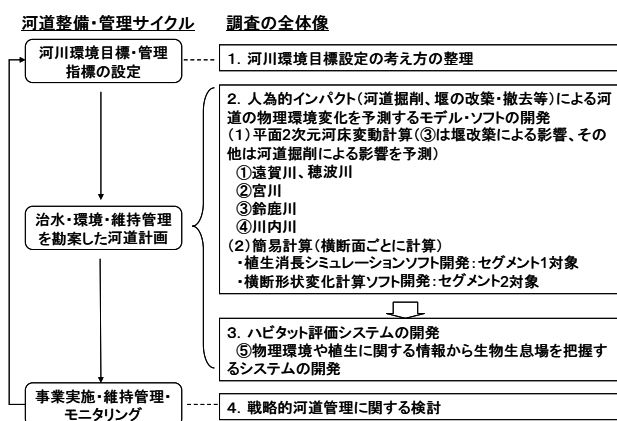 河道整備・管理サイクル
調査の全体像
河川環境目標・管理
指標の設定
1．河川環境目標設定の考え方の整理
2．人為的インパクト（河道掘削、堰の改築・撤去等）による河
道の物理環境変化を予測するモデル・ソフトの開発
（1）平面2次元河床変動計算（③は堰改築による影響、その
他は河道掘削による影響を予測）
①遠賀川、穂波川
②宮川
③鈴鹿川
④川内川
（2）簡易計算（横断面ごとに計算）
・植生消長シミュレーションソフト開発：セグメント1対象
・横断形状変化計算ソフト開発：セグメント2対象
治水・環境・維持管理
を勘案した河道計画
3．ハビタット評価システムの開発
⑤物理環境や植生に関する情報から生物生息場を把握す
るシステムの開発
事業実施・維持管理・
モニタリング
4．戦略的河道管理に関する検討